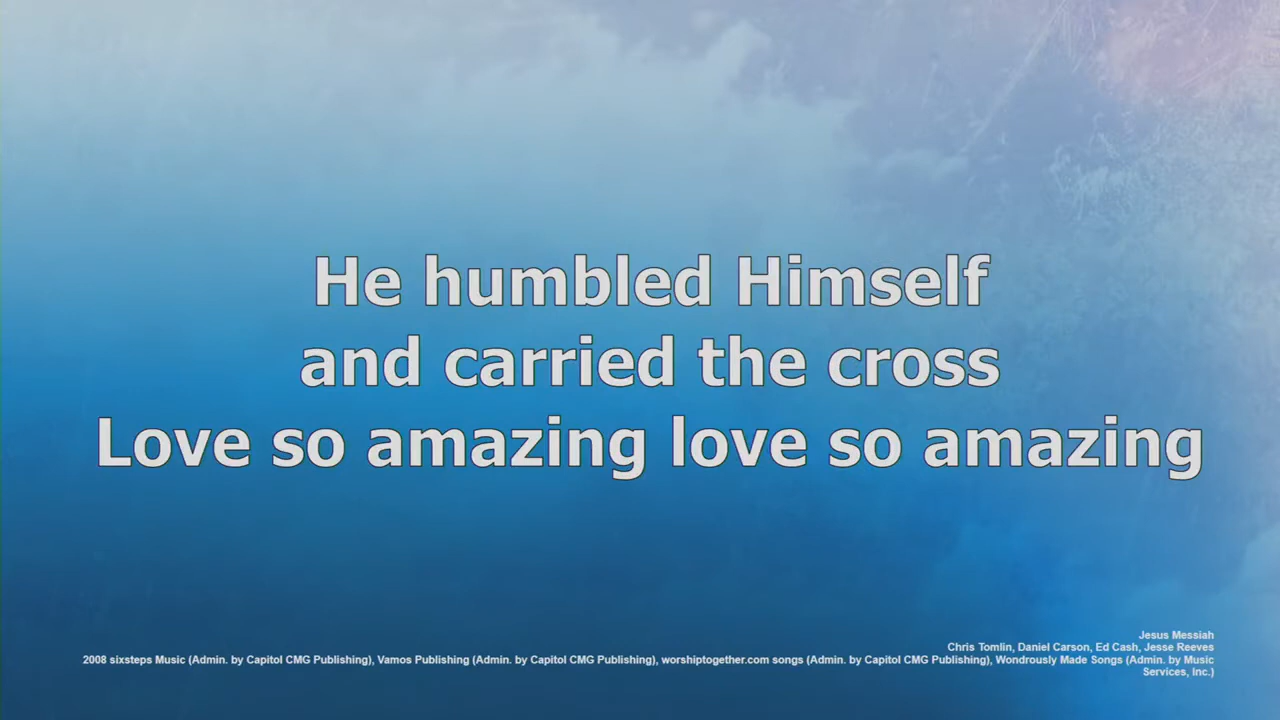 He humbled Himself
and carried the cross
Love so amazing love so amazing
Jesus Messiah
Chris Tomlin, Daniel Carson, Ed Cash, Jesse Reeves
2008 sixsteps Music (Admin. by Capitol CMG Publishing), Vamos Publishing (Admin. by Capitol CMG Publishing), worshiptogether.com songs (Admin. by Capitol CMG Publishing), Wondrously Made Songs (Admin. by Music
Services, Inc.)